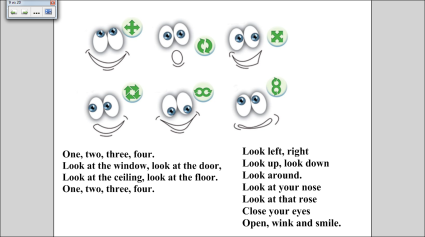 One, two, three, four.
Look at the window, look at the door,
Look at the ceiling, look at the floor.
One, two, three, four.
Look left, right
Look up, look down
Look around.
Look at your nose
Look at that rose
Close your eyes
Open, wink and smile.